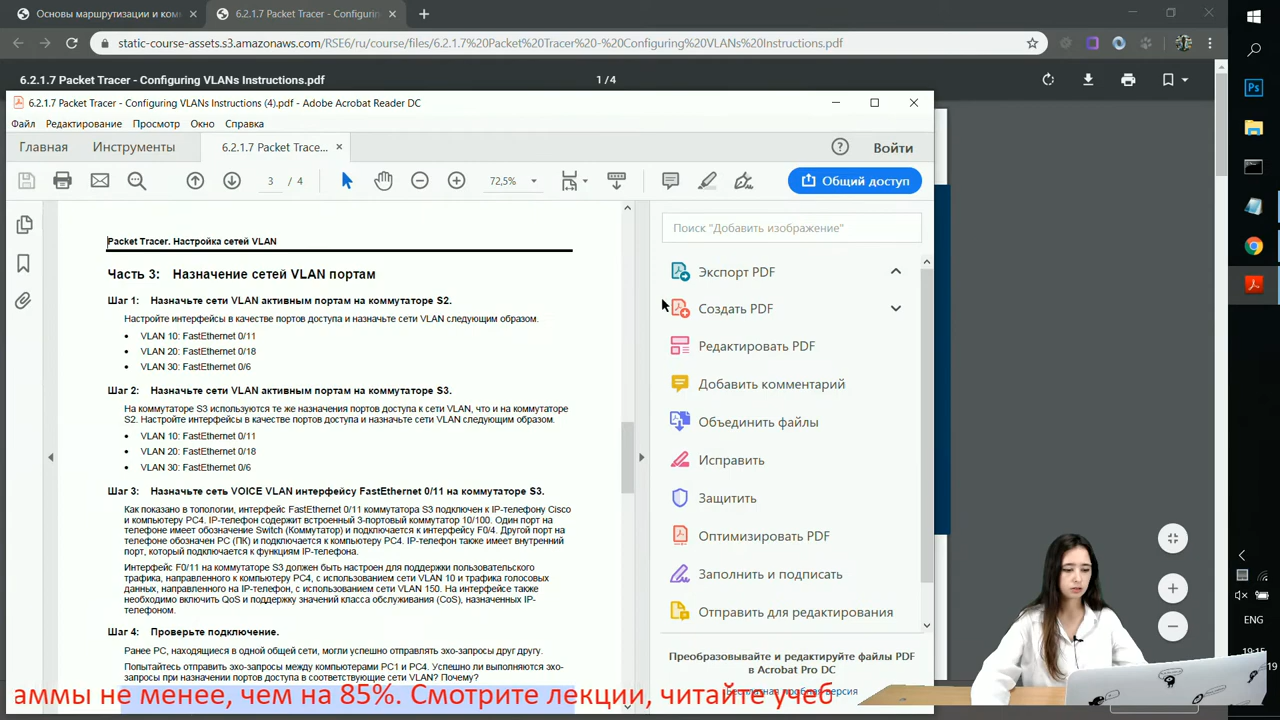 Основы маршрутизации и ком
6.2.1.7 Packet Tracer - Configurin
static-course-assets.s3.amazonaws.com/RSE6/ru/course/files/6.2.1.7%20Packet%20Tracer%20-%20Configuring%20VLANs%20Instructions.pdf
6.2.1.7 Packet Tracer - Configuring VLANs Instructions.pdf
1/4
6.2.1.7 Packet Tracer - Configuring VLANs Instructions (4).pdf - Adobe Acrobat Reader DC
Файл Редактирование Просмотр Окно Справка
Главная Инструменты 6.2.1.7 Packet Trace... Войти
3 / 4 72,5% Общий доступ
Packet Tracer. Настройка сетей VLAN
Часть 3: Назначение сетей VLAN портам
Шаг 1: Назначьте сети VLAN активным портам на коммутаторе S2.
Настройте интерфейсы в качестве портов доступа и назначьте сети VLAN следующим образом.
• VLAN 10: FastEthernet 0/11
• VLAN 20: FastEthernet 0/18
• VLAN 30: FastEthernet 0/6
Шаг 2: Назначьте сети VLAN активным портам на коммутаторе S3.
На коммутаторе S3 используются те же назначения портов доступа к сети VLAN, что и на коммутаторе
S2. Настройте интерфейсы в качестве портов доступа и назначьте сети VLAN следующим образом.
• VLAN 10: FastEthernet 0/11
• VLAN 20: FastEthernet 0/18
• VLAN 30: FastEthernet 0/6
Шаг 3: Назначьте сеть VOICE VLAN интерфейсу FastEthernet 0/11 на коммутаторе S3.
Как показано в топологии, интерфейс FastEthernet 0/11 коммутатора S3 подключен к IP-телефону Cisco
и компьютеру PC4. IP-телефон содержит встроенный 3-портовый коммутатор 10/100. Один порт на
телефоне имеет обозначение Switch (Коммутатор) и подключается к интерфейсу F0/4. Другой порт на
телефоне обозначен PC (ПК) и подключается к компьютеру PC4. IP-телефон также имеет внутренний
порт, который подключается к функциям IP-телефона.
Интерфейс F0/11 на коммутаторе S3 должен быть настроен для поддержки пользовательского
трафика, направленного к компьютеру PC4, с использованием сети VLAN 10 и трафика голосовых
данных, направленного на IP-телефон, с использованием сети VLAN 150. На интерфейсе также
необходимо включить QoS и поддержку значений класса обслуживания (CoS), назначенных IP-
телефоном.
Шаг 4: Проверьте подключение.
Ранее PC, находящиеся в одной общей сети, могли успешно отправлять эхо-запросы друг другу.
Попытайтесь отправить эхо-запросы между компьютерами PC1 и PC4. Успешно ли выполняются эхо-
запросы при назначении портов доступа в соответствующие сети VLAN? Почему?
Поиск "Добавить изображение"
Экспорт PDF
Создать PDF
Редактировать PDF
Добавить комментарий
Объединить файлы
Исправить
Защитить
Оптимизировать PDF
Заполнить и подписать
Отправить для редактирования
Преобразовывайте и редактируйте файлы PDF
в Acrobat Pro DC
Бесплатная пробная версия
Ps
ENG
19:15
аммы не менее, чем на 85%. Смотрите лекции, читайте учеб